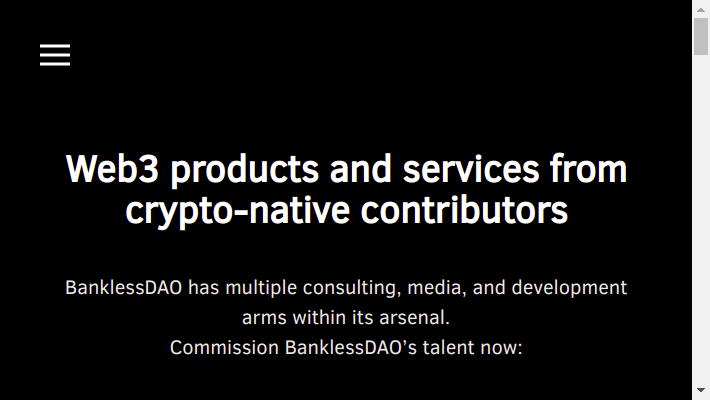 Web3 products and services from
crypto-native contributors
BanklessDAO has multiple consulting, media, and development
arms within its arsenal.
Commission BanklessDAO’s talent now: